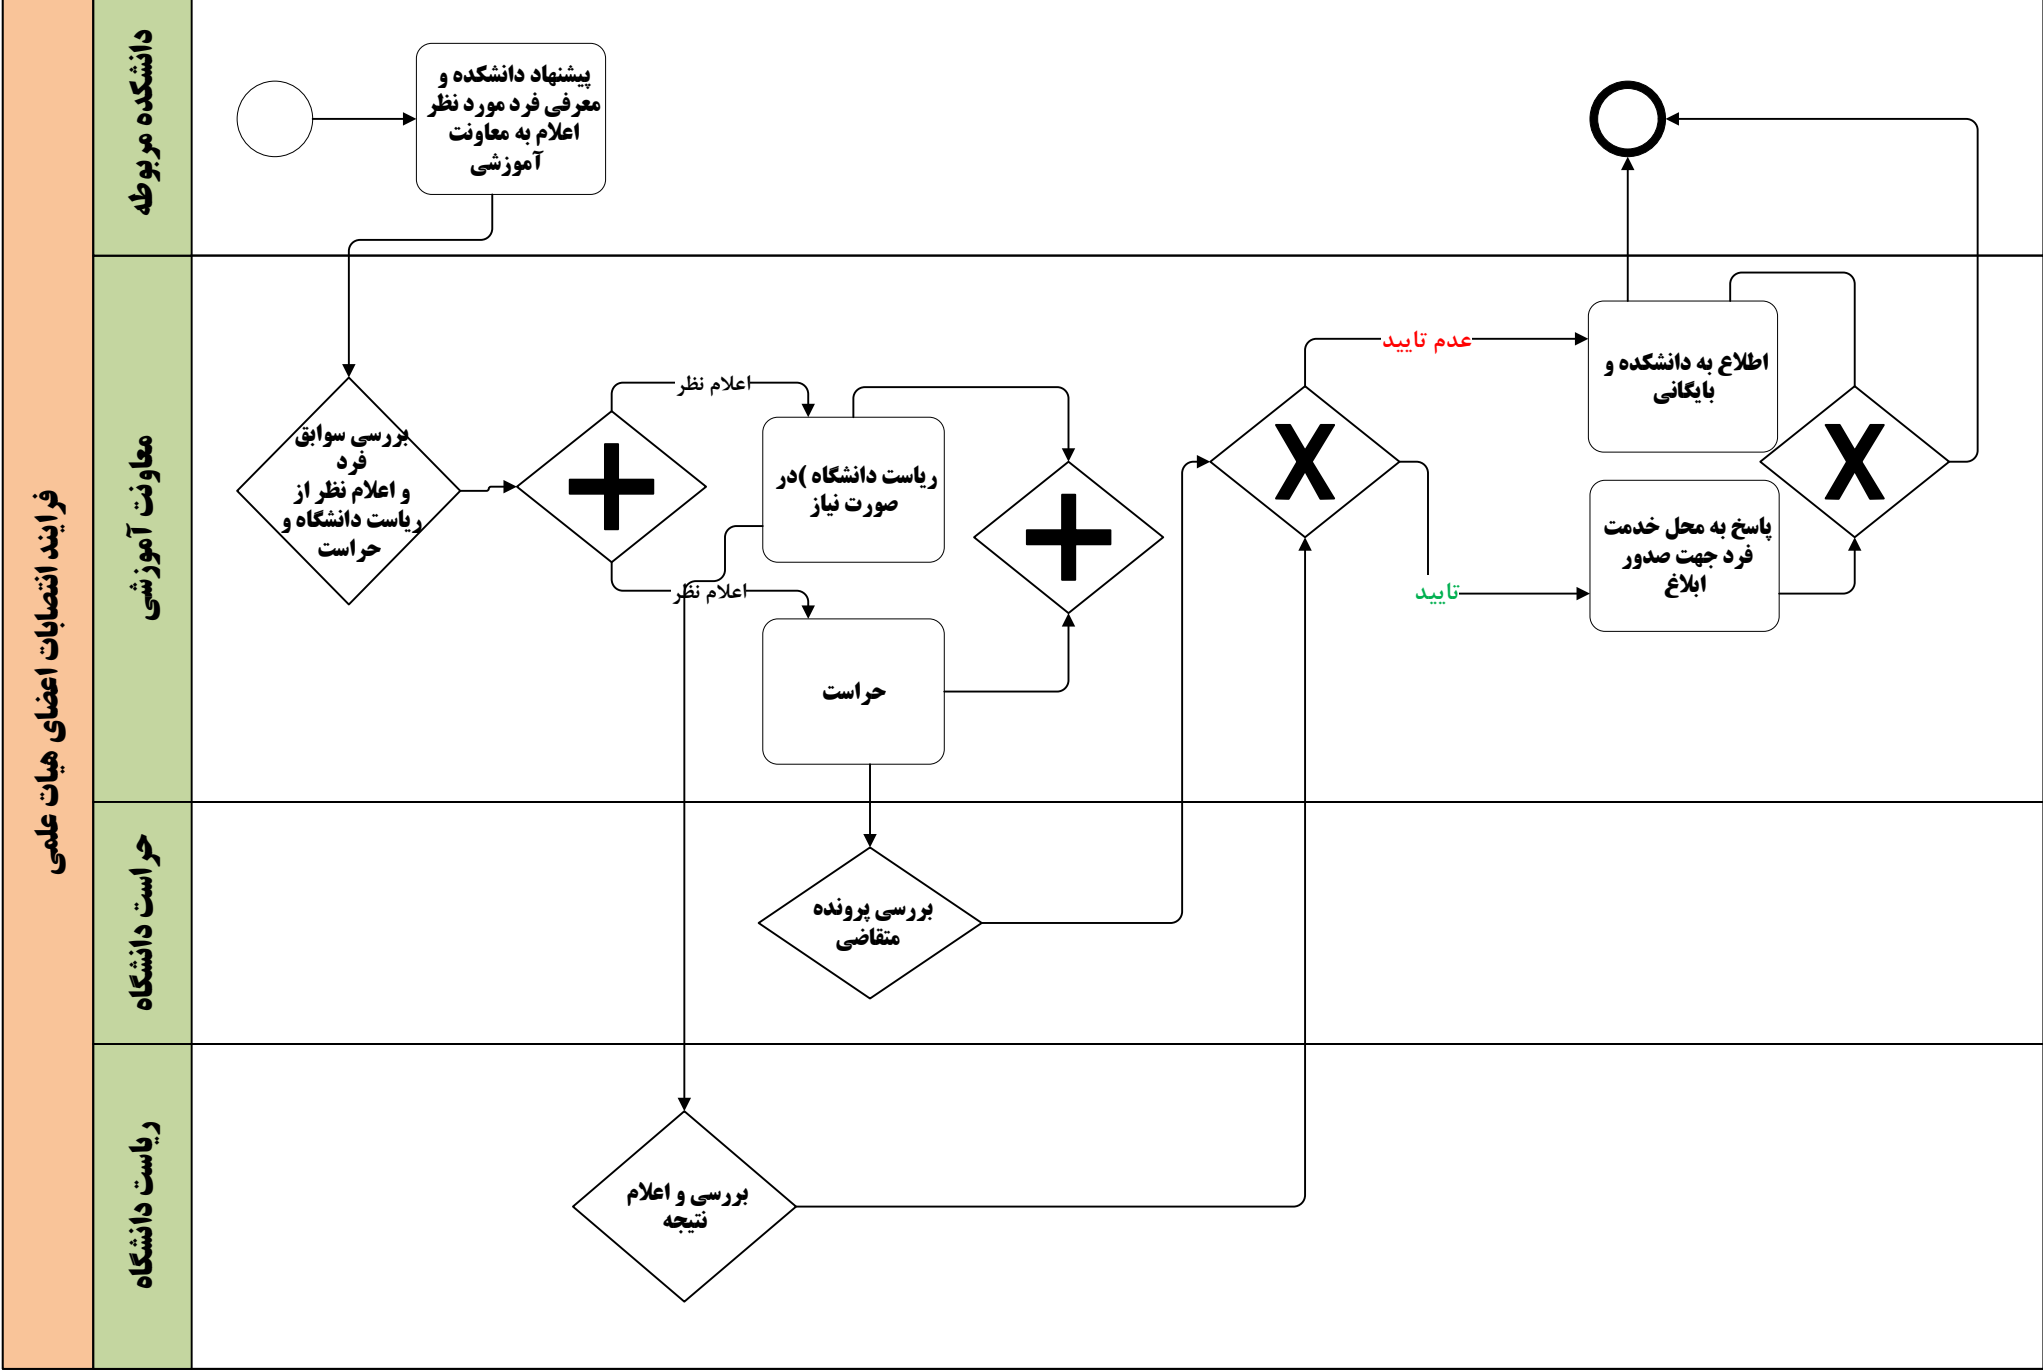 فرایند انتصابات اعضای هیات علمی
دانشکده مربوطه
پیشنهاد دانشکده و
معرفی فرد مورد نظر
اعلام به معاونت
آموزشی
معاونت آموزشی
بررسی سوابق
فرد
و اعلام نظر از
ریاست دانشگاه و
حراست
اعلام نظر
ریاست دانشگاه )در
صورت نیاز
اعلام نظر
حراست
X
عدم تایید
تایید
اطلاع به دانشکده و
بایگانی
پاسخ به محل خدمت
فرد جهت صدور
ابلاغ
X
حراست دانشگاه
بررسی پرونده
متقاضی
ریاست دانشگاه
بررسی و اعلام
نتیجه